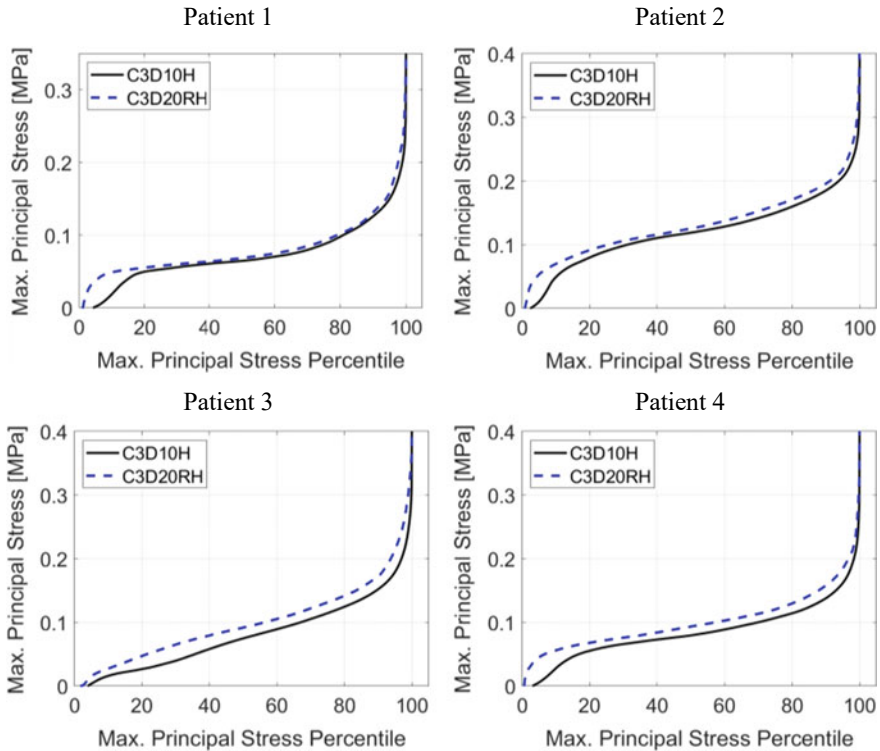 Patient 1
C3D10H
C3D20RH
Max. Principal Stress [MPa]
0.3
0.2
0.1
0
0 20 40 60 80 100
Max. Principal Stress Percentile
Patient 2
C3D10H
C3D20RH
Max. Principal Stress [MPa]
0.4
0.3
0.2
0.1
0
0 20 40 60 80 100
Max. Principal Stress Percentile
Patient 3
C3D10H
C3D20RH
Max. Principal Stress [MPa]
0.4
0.3
0.2
0.1
0
0 20 40 60 80 100
Max. Principal Stress Percentile
Patient 4
C3D10H
C3D20RH
Max. Principal Stress [MPa]
0.4
0.3
0.2
0.1
0
0 20 40 60 80 100
Max. Principal Stress Percentile